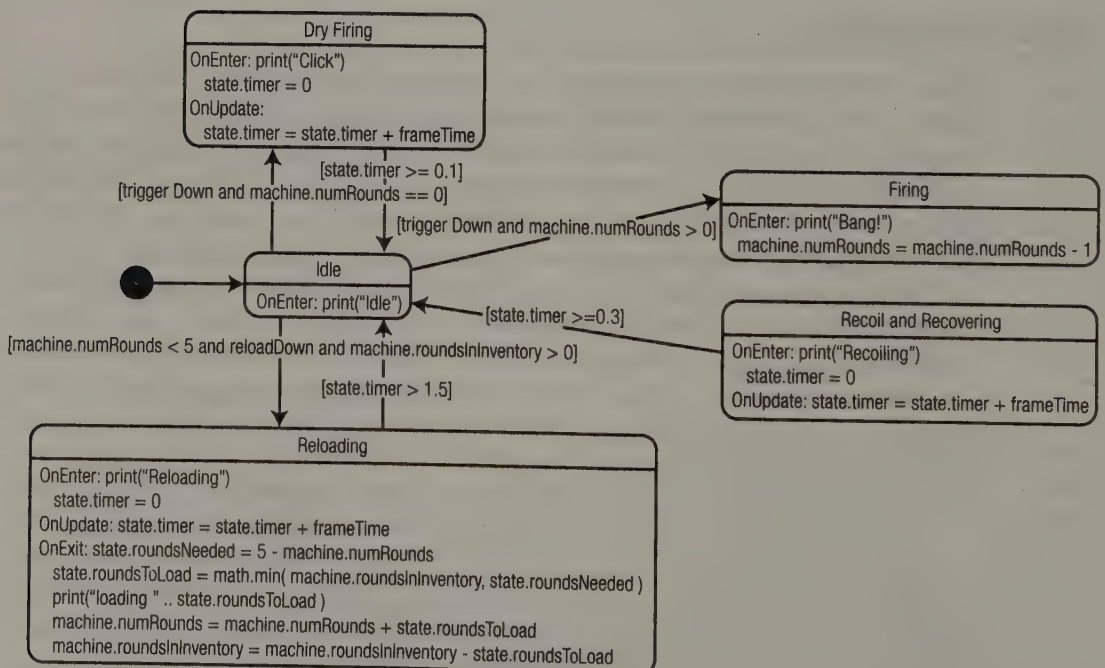 Dry Firing
OnEnter: print("Click")
state.timer = 0
OnUpdate:
state.timer = state.timer + frameTime
[state.timer >= 0.1]
[trigger Down and machine.numRounds == 0]
Firing
OnEnter: print("Bang!")
machine.numRounds = machine.numRounds - 1
[trigger Down and machine.numRounds > 0]
Idle
OnEnter: print("Idle")
[state.timer >=0.3]
Recoil and Recovering
OnEnter: print("Recoiling")
state.timer = 0
OnUpdate: state.timer = state.timer + frameTime
[machine.numRounds < 5 and reloadDown and machine.roundsInInventory > 0]
[state.timer > 1.5]
Reloading
OnEnter: print("Reloading")
state.timer = 0
OnUpdate: state.timer = state.timer + frameTime
OnExit: state.roundsNeeded = 5 - machine.numRounds
state.roundsToLoad = math.min( machine.roundsInInventory, state.roundsNeeded )
print("loading " .. state.roundsToLoad )
machine.numRounds = machine.numRounds + state.roundsToLoad
machine.roundsInInventory = machine.roundsInInventory - state.roundsToLoad